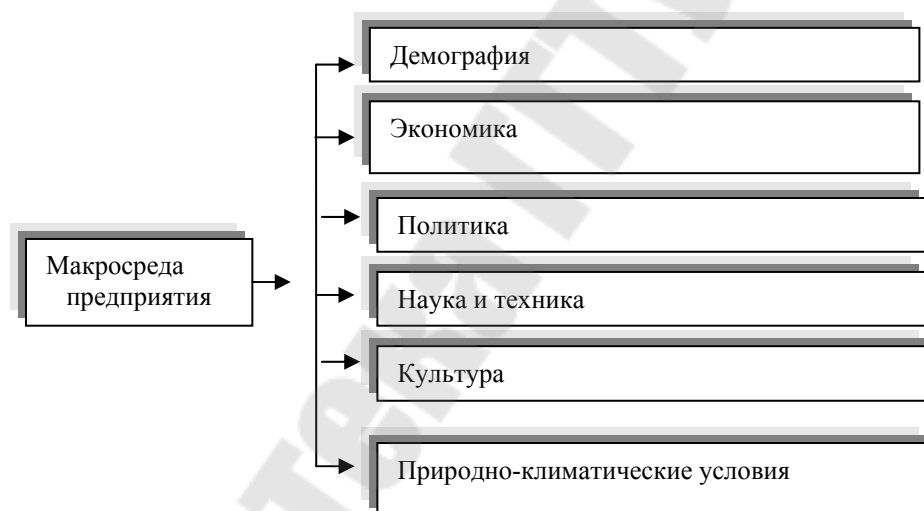 Демография
Экономика
Политика
Макросреда
предприятия
Наука и техника
Культура
Природно-климатические условия